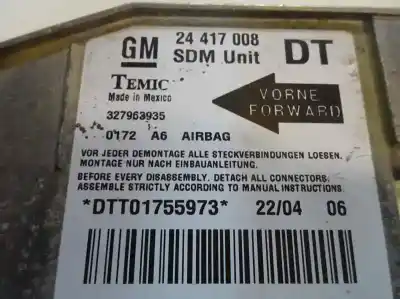 GM 24 417 008 DT
SDM Unit
TEMIC
Made in Mexico
VORNE
FORWARD
327963935
0172 A6 AIRBAG
VOR JEDER DEMONTAGE ALLE STECKVERBINDUNGEN LOESEN.
MONTAGE NUR NACH EINBAUANLEITUNG.
BEFORE EVERY DISASSEMBLY. DETACH ALL CONNECTORS.
ASSEMBLE STRICTLY ACCORDING TO MANUAL INSTRUMENTS.
*DTT01755973* 22/04 06